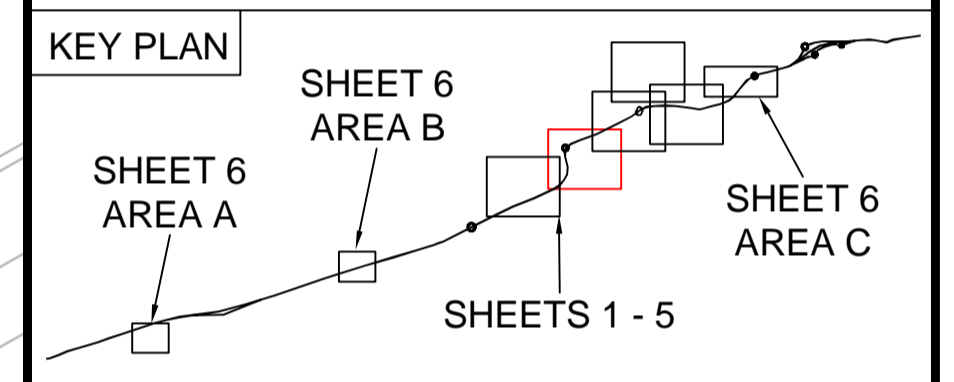 KEY PLAN
SHEET 6
AREA B
SHEET 6
AREA A
SHEET 6
AREA C
SHEETS 1 - 5